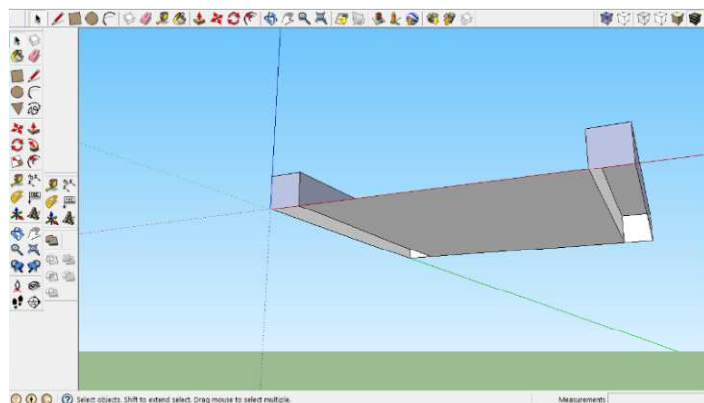 Select objects. Shift to extend select. Drag mouse to select multiple.
Measurements